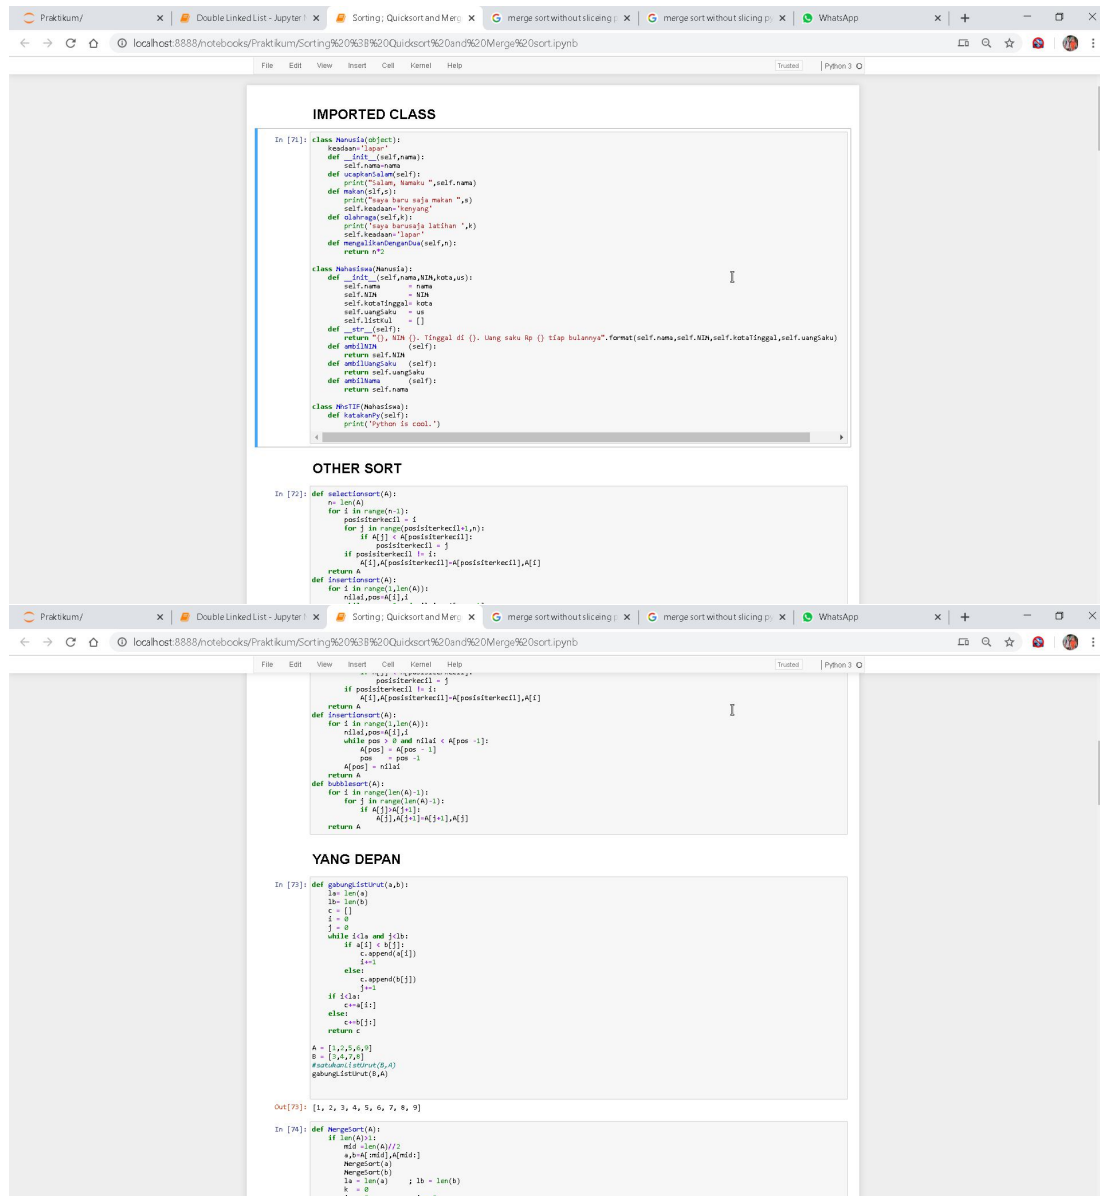 Praktikum/
Double Linked List - Jupyter
Sorting ; Quicksort and Merg
merge sort without sliceing p
merge sort without slicing p
WhatsApp
localhost:8888/notebooks/Praktikum/Sorting%20%3B%20Quicksort%20and%20Merge%20sort.ipynb
File Edit View Insert Cell Kernel Help Trusted Python 3
IMPORTED CLASS
In [71]: class Manusia(object):
keadaan='lapar'
def __init__(self,nama):
self.nama=nama
def ucapkanSalam(self):
print("Salam, Namaku ",self.nama)
def makan(slf,s):
print("saya baru saja makan ",s)
self.keadaan='kenyang'
def olahraga(self,k):
print('saya barusaja latihan ',k)
self.keadaan='lapar'
def mengalikanDenganDua(self,n):
return n*2
class Mahasiswa(Manusia):
def __init__(self,nama,NIM,kota,us):
self.nama = nama
self.NIM = NIM
self.kotaTinggal= kota
self.uangSaku = us
self.listKul = []
def __str__(self):
return "{}, NIM {}. Tinggal di {}. Uang saku Rp {} tiap bulannya".format(self.nama,self.NIM,self.kotaTinggal,self.uangSaku)
def ambilNIM (self):
return self.NIM
def ambilUangSaku (self):
return self.uangSaku
def ambilNama (self):
return self.nama
class MhsTIF(Mahasiswa):
def katakanPy(self):
print('Python is cool.')
OTHER SORT
In [72]: def selectionsort(A):
n= len(A)
for i in range(n-1):
posisiterkecil = i
for j in range(posisiterkecil+1,n):
if A[j] < A[posisiterkecil]:
posisiterkecil = j
if posisiterkecil != i:
A[i],A[posisiterkecil]=A[posisiterkecil],A[i]
return A
def insertionsort(A):
for i in range(1,len(A)):
Praktikum/
Double Linked List - Jupyter
Sorting ; Quicksort and Merg
merge sort without sliceing p
merge sort without slicing p
WhatsApp
localhost:8888/notebooks/Praktikum/Sorting%20%3B%20Quicksort%20and%20Merge%20sort.ipynb
File Edit View Insert Cell Kernel Help Trusted Python 3
posisiterkecil = j
if posisiterkecil != i:
A[i],A[posisiterkecil]=A[posisiterkecil],A[i]
return A
def insertionsort(A):
for i in range(1,len(A)):
nilai,pos=A[i],i
while pos > 0 and nilai < A[pos -1]:
A[pos] = A[pos - 1]
pos = pos -1
A[pos] = nilai
return A
def bubblesort(A):
for i in range(len(A)-1):
for j in range(len(A)-1):
if A[j]>A[j+1]:
A[j],A[j+1]=A[j+1],A[j]
return A
YANG DEPAN
In [73]: def gabungListUrut(a,b):
la= len(a)
lb= len(b)
c = []
i = 0
j = 0
while i<la and j<lb:
if a[i] < b[j]:
c.append(a[i])
i+=1
else:
c.append(b[j])
j+=1
if i<la:
c+=a[i:]
else:
c+=b[j:]
return c
A = [1,2,5,6,9]
B = [3,4,7,8]
#satukanListUrut(B,A)
gabungListUrut(B,A)
Out[73]: [1, 2, 3, 4, 5, 6, 7, 8, 9]
In [74]: def MergeSort(A):
if len(A)>1:
mid =len(A)//2
a,b=A[:mid],A[mid:]
MergeSort(a)
MergeSort(b)
la = len(a) ; lb = len(b)
k = 0